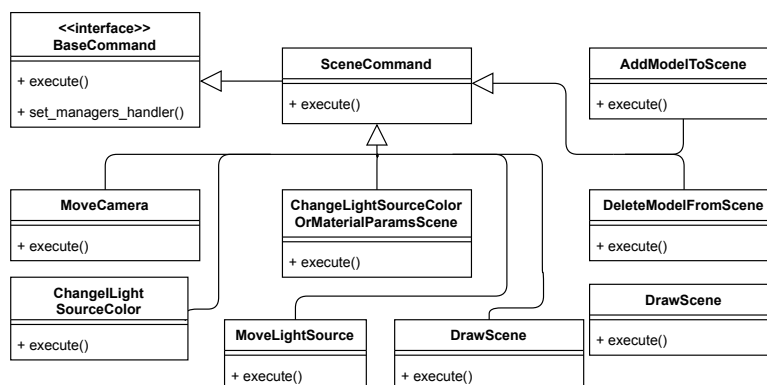 <<interface>>
BaseCommand
+ execute()
+ set_managers_handler()
SceneCommand
+ execute()
AddModelToScene
+ execute()
MoveCamera
+ execute()
ChangeLightSourceColor
OrMaterialParamsScene
+ execute()
DeleteModelFromScene
+ execute()
ChangelLight
SourceColor
+ execute()
MoveLightSource
+ execute()
DrawScene
+ execute()
DrawScene
+ execute()